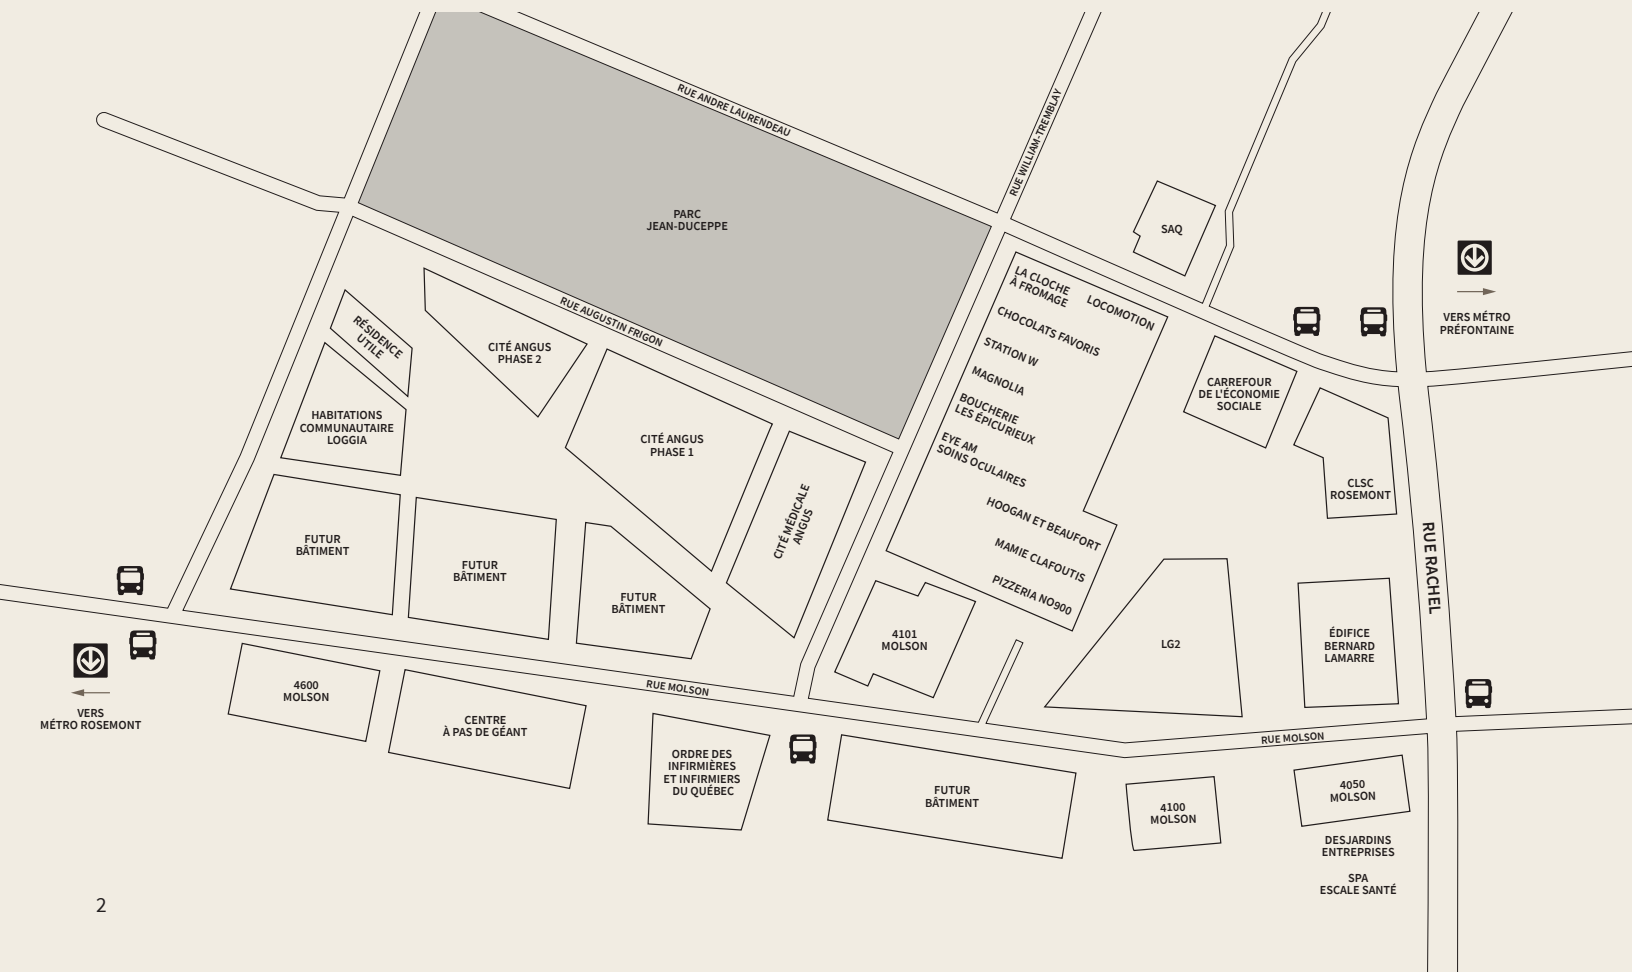 RUE ANDRE LAURENDEAU
RUE WILLIAM-TREMBLAY
PARC
JEAN-DUCEPPE
SAQ
VERS MÉTRO
PRÉFONTAINE
RUE AUGUSTIN FRIGON
RÉSIDENCE
UTILE
CITÉ ANGUS
PHASE 2
HABITATIONS
COMMUNAUTAIRE
LOGGIA
CITÉ ANGUS
PHASE 1
CITÉ MÉDICALE
ANGUS
LA CLOCHE
À FROMAGE
LOCOMOTION
CHOCOLATS FAVORIS
STATION W
MAGNOLIA
BOUCHERIE
LES ÉPICURIEUX
EYE AM
SOINS OCULAIRES
HOOGAN ET BEAUFORT
MAMIE CLAFOUTIS
PIZZERIA NO900
CARREFOUR
DE L'ÉCONOMIE
SOCIALE
CLSC
ROSEMONT
RUE RACHEL
FUTUR
BÂTIMENT
FUTUR
BÂTIMENT
FUTUR
BÂTIMENT
4101
MOLSON
LG2
ÉDIFICE
BERNARD
LAMARRE
VERS
MÉTRO ROSEMONT
4600
MOLSON
RUE MOLSON
CENTRE
À PAS DE GÉANT
ORDRE DES
INFIRMIÈRES
ET INFIRMIERS
DU QUÉBEC
FUTUR
BÂTIMENT
RUE MOLSON
4100
MOLSON
4050
MOLSON
DESJARDINS
ENTREPRISES
SPA
ESCALE SANTÉ
2